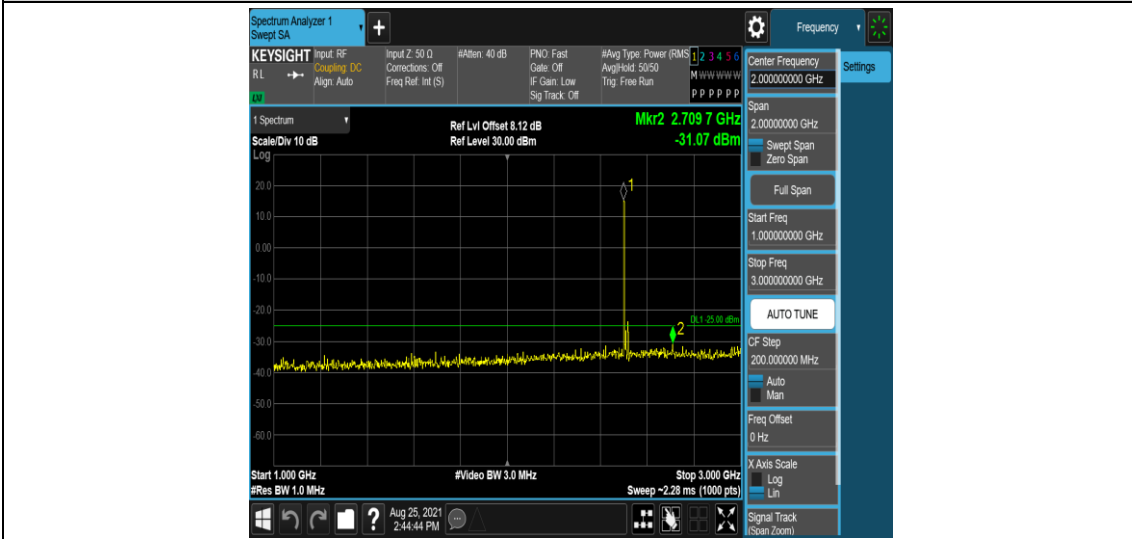 Spectrum Analyzer 1
Swept SA
+
Frequency
KEYSIGHT
RL
LM
Input: RF
Coupling: DC
Align: Auto
Input Z: 50 Ω
Corrections: Off
Freq Ref: Int (S)
#Atten: 40 dB
PNO: Fast
Gate: Off
IF Gain: Low
Sig Track: Off
#Avg Type: Power (RMS
Avg|Hold: 50/50
Trig: Free Run
1 2 3 4 5 6
M W W W W W
P P P P P P
1 Spectrum
Scale/Div 10 dB
Log
Ref Lvl Offset 8.12 dB
Ref Level 30.00 dBm
Mkr2 2.709 7 GHz
-31.07 dBm
20.0
10.0
0.00
-10.0
-20.0
-30.0
-40.0
-50.0
-60.0
1
DL1 -25.00 dBm
2
Start 1.000 GHz
#Res BW 1.0 MHz
#Video BW 3.0 MHz
Stop 3.000 GHz
Sweep ~2.28 ms (1000 pts)
?
Aug 25, 2021
2:44:44 PM
Center Frequency
2.000000000 GHz
Settings
Span
2.00000000 GHz
Swept Span
Zero Span
Full Span
Start Freq
1.000000000 GHz
Stop Freq
3.000000000 GHz
AUTO TUNE
CF Step
200.000000 MHz
Auto
Man
Freq Offset
0 Hz
X Axis Scale
Log
Lin
Signal Track
(Span Zoom)